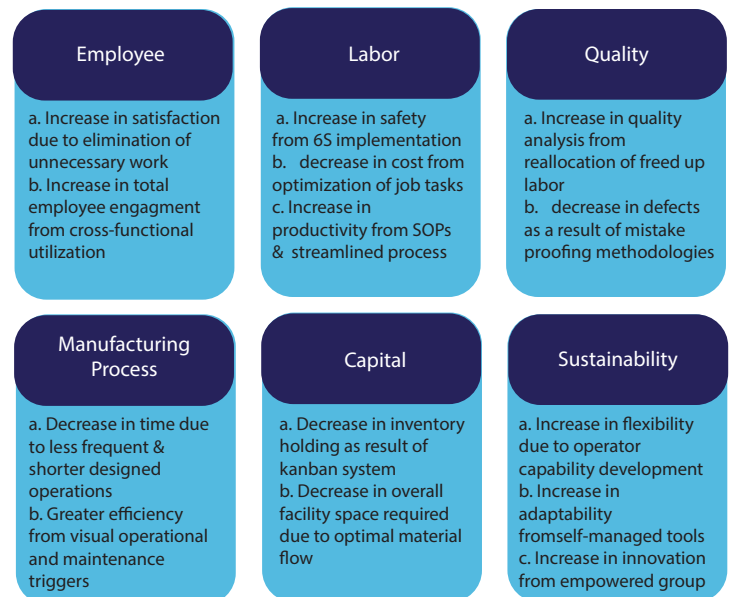 Employee
a. Increase in satisfaction
due to elimination of
unnecessary work
b. Increase in total
employee engagment
from cross-functional
utilization
Labor
a. Increase in safety
from 6S implementation
b. decrease in cost from
optimization of job tasks
c. Increase in
productivity from SOPs
& streamlined process
Quality
a. Increase in quality
analysis from
reallocation of freed up
labor
b. decrease in defects
as a result of mistake
proofing methodologies
Manufacturing
Process
a. Decrease in time due
to less frequent &
shorter designed
operations
b. Greater efficiency
from visual operational
and maintenance
triggers
Capital
a. Decrease in inventory
holding as result of
kanban system
b. Decrease in overall
facility space required
due to optimal material
flow
Sustainability
a. Increase in flexibility
due to operator
capability development
b. Increase in
adaptability
fromself-managed tools
c. Increase in innovation
from empowered group